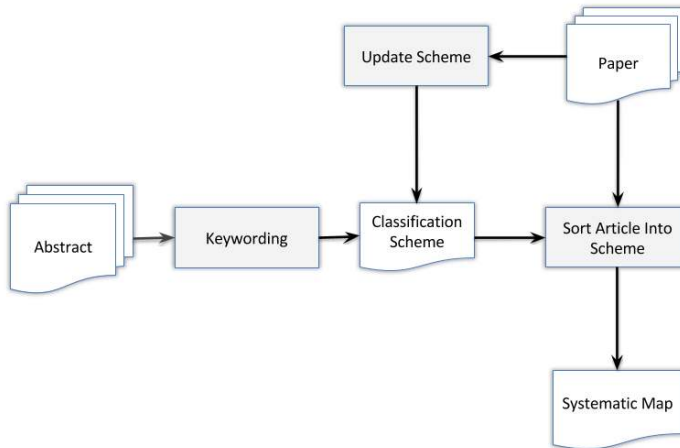 Update Scheme
Paper
Abstract
Keywording
Classification
Scheme
Sort Article Into
Scheme
Systematic Map